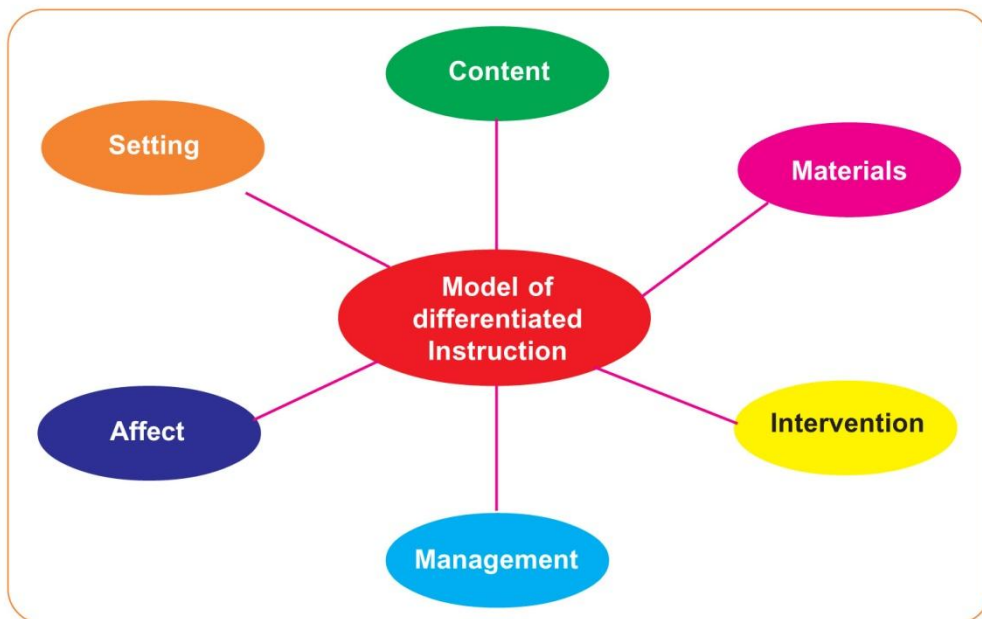 Content
Setting
Materials
Model of
differentiated
Instruction
Affect
Intervention
Management